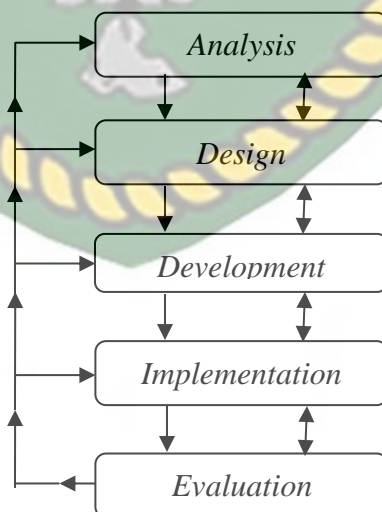 Analysis
Design
Development
Implementation
Evaluation